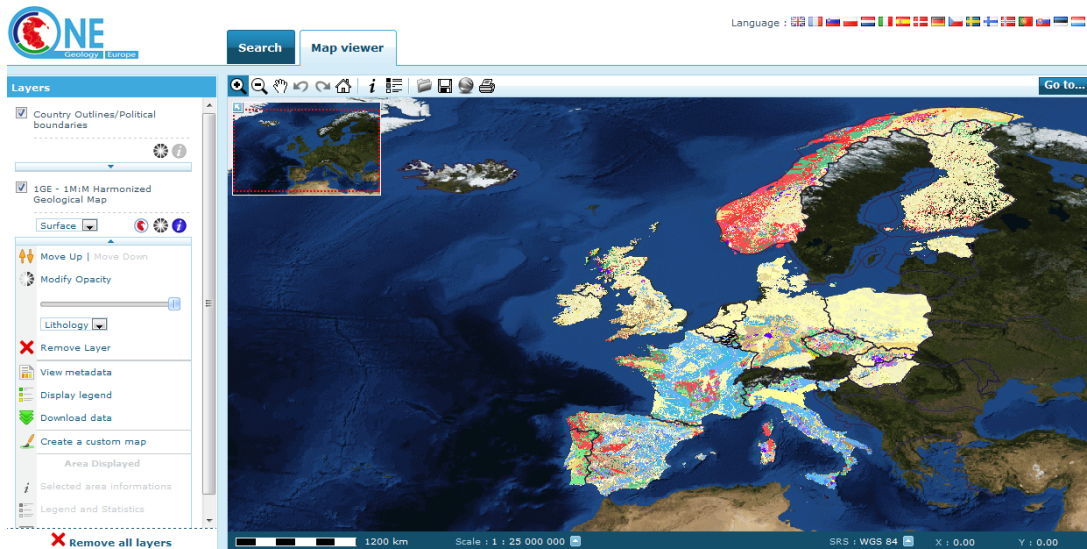 ONE
Geology Europe
Search
Map viewer
Language :
Layers
Go to...
Country Outlines/Political
boundaries
1GE - 1M:M Harmonized
Geological Map
Surface
Move Up | Move Down
Modify Opacity
Lithology
Remove Layer
View metadata
Display legend
Download data
Create a custom map
Area Displayed
Selected area informations
Legend and Statistics
Remove all layers
1200 km
Scale : 1 : 25 000 000
SRS : WGS 84
X : 0.00
Y : 0.00